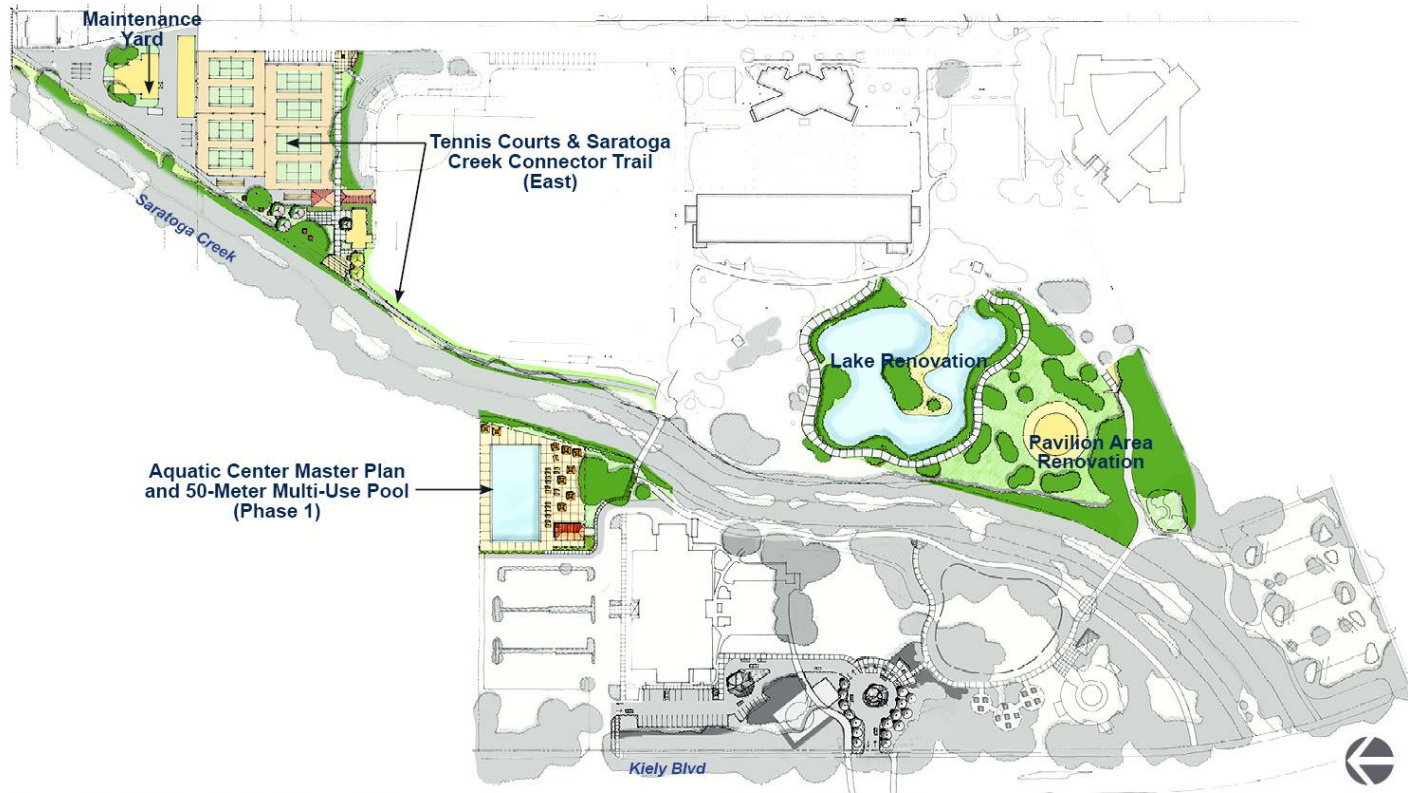 Maintenance
Yard
Tennis Courts & Saratoga
Creek Connector Trail
(East)
Saratoga Creek
Lake Renovation
Pavilion Area
Renovation
Aquatic Center Master Plan
and 50-Meter Multi-Use Pool
(Phase 1)
Kiely Blvd